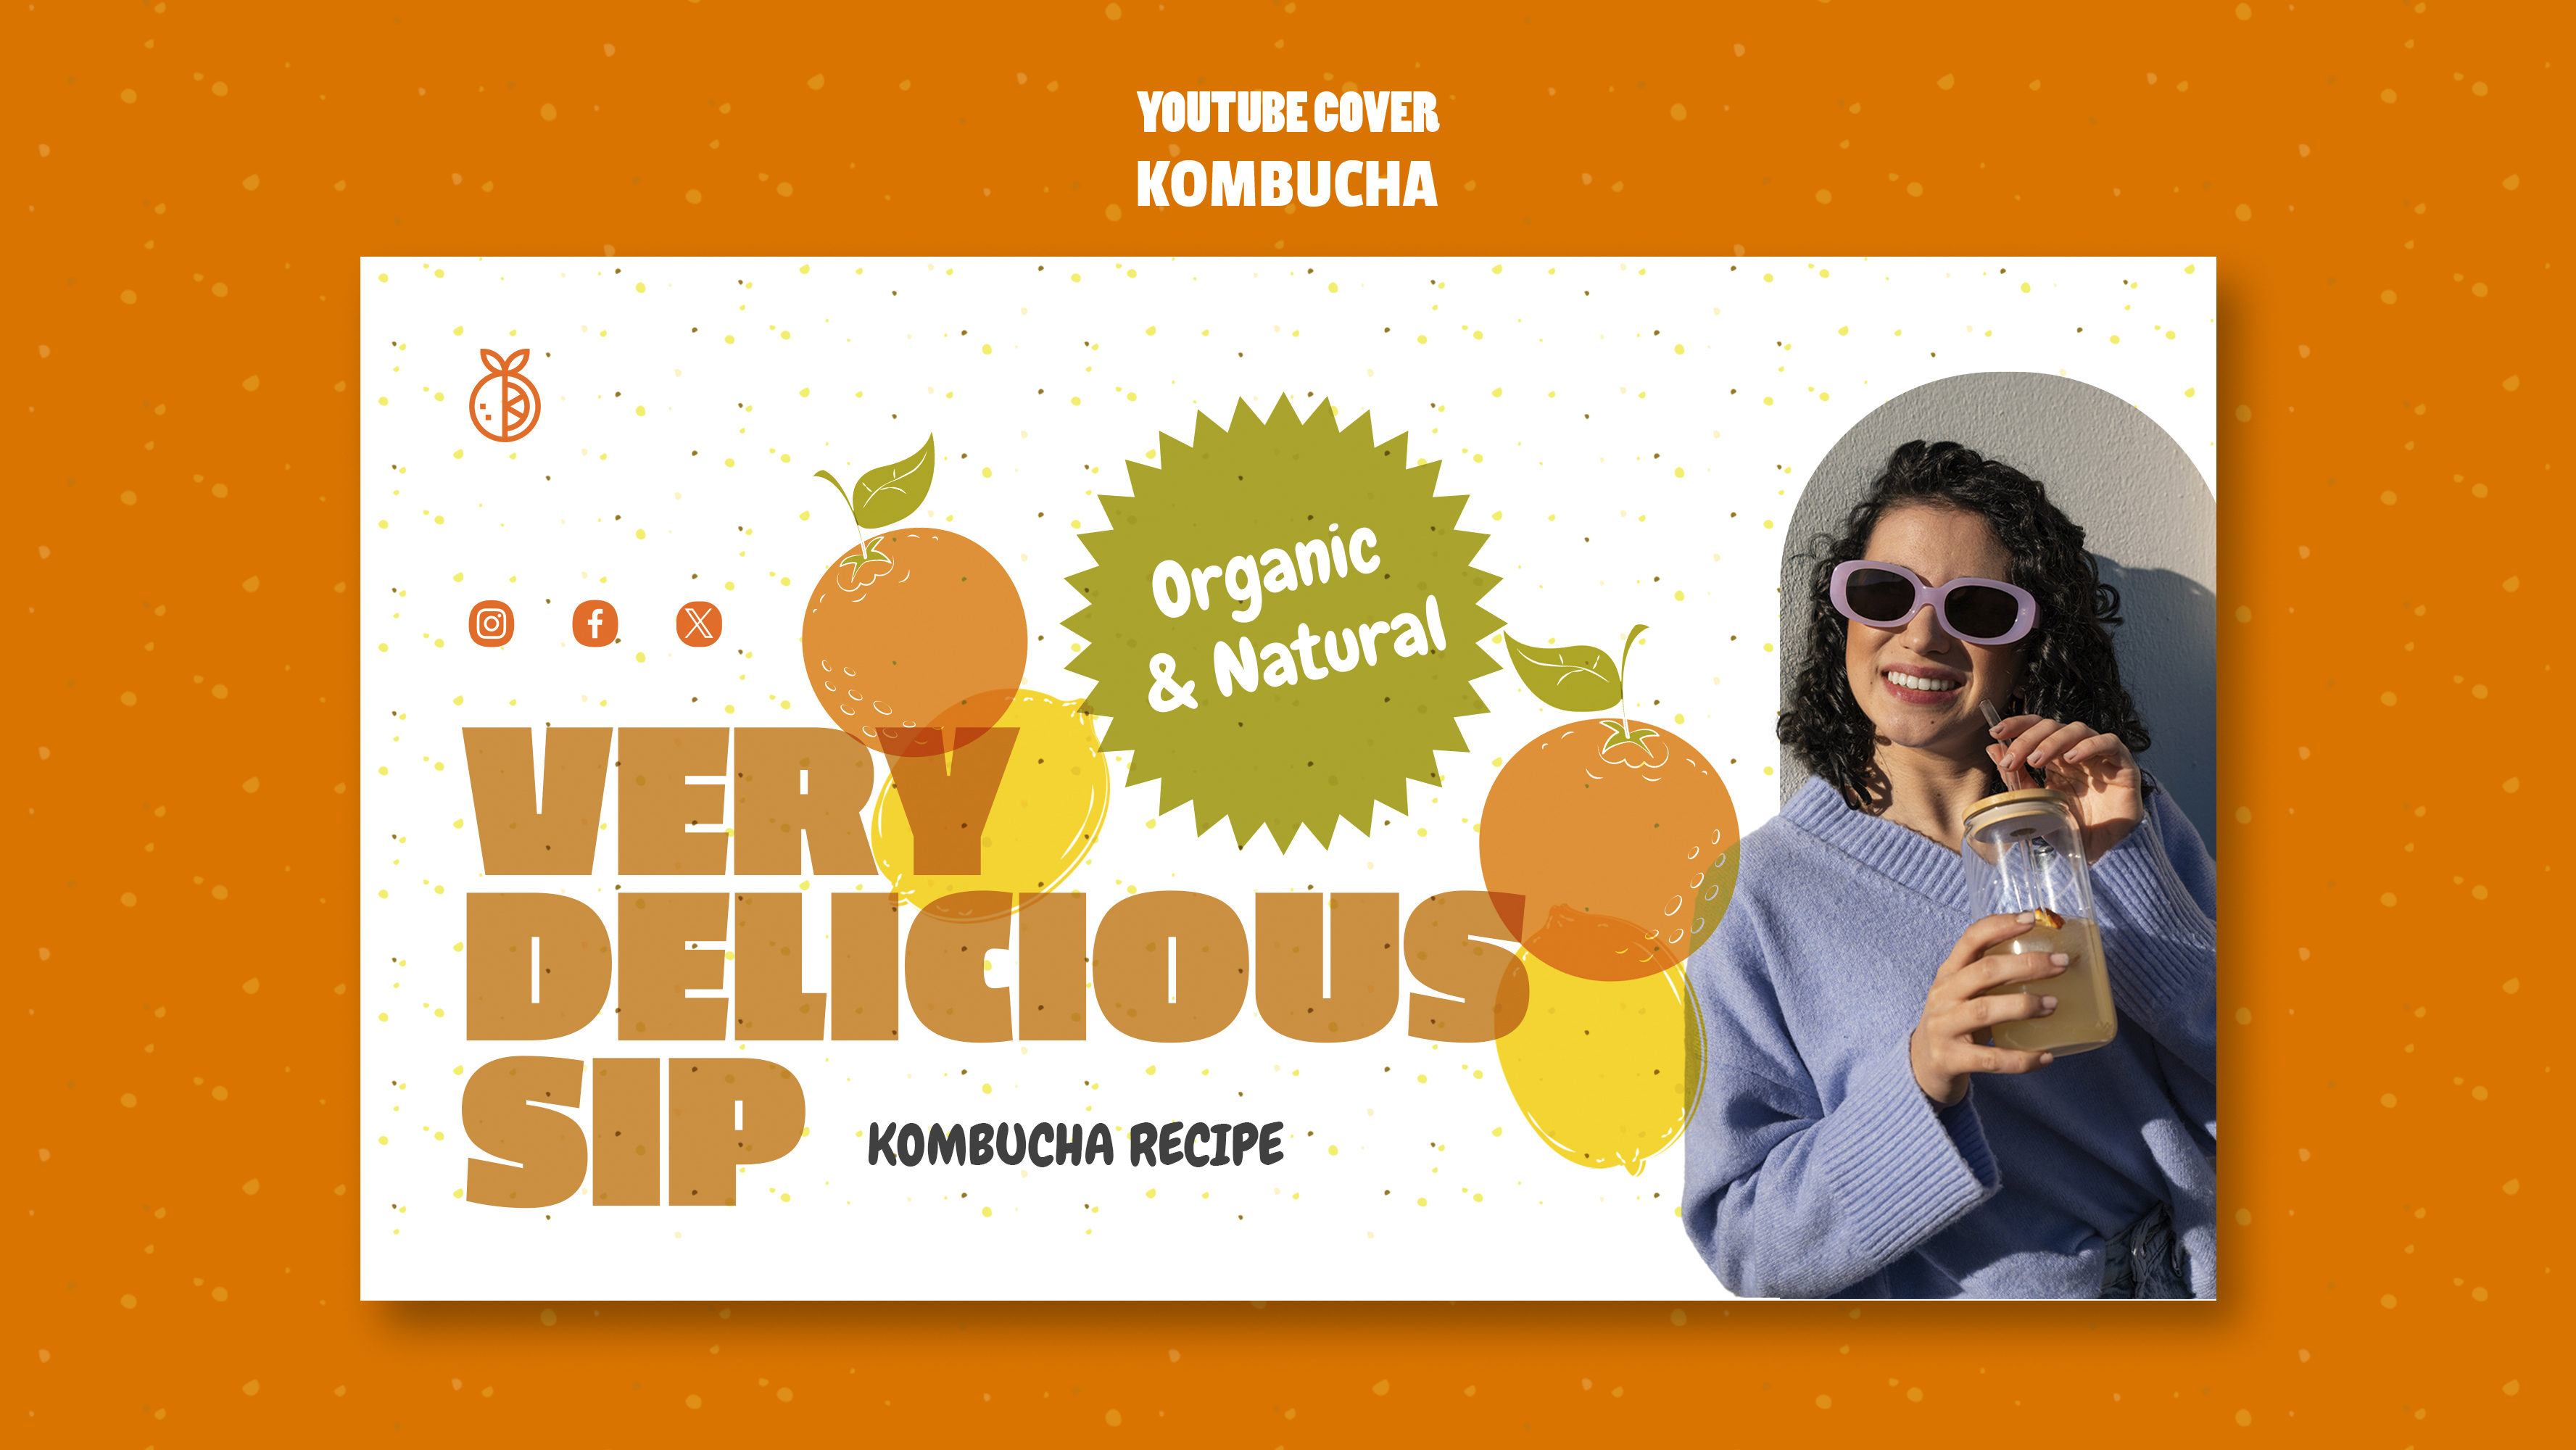 YOUTUBE COVER
KOMBUCHA
Organic
& Natural
VERY
DELICIOUS
SIP
KOMBUCHA RECIPE